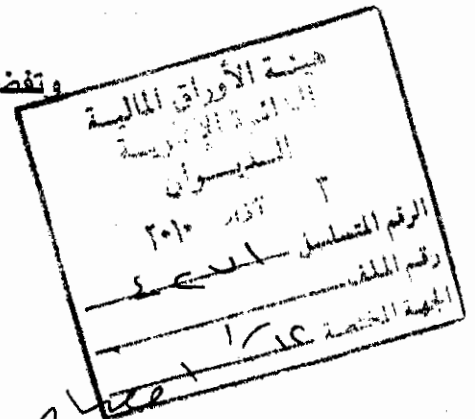 وتفض
هيئة الأوراق المالية
الدائرة الإدارية
الديوان
٣ آذار ٢٠١٠
الرقم المتسلسل
رقم الملف
الجهة المختصة